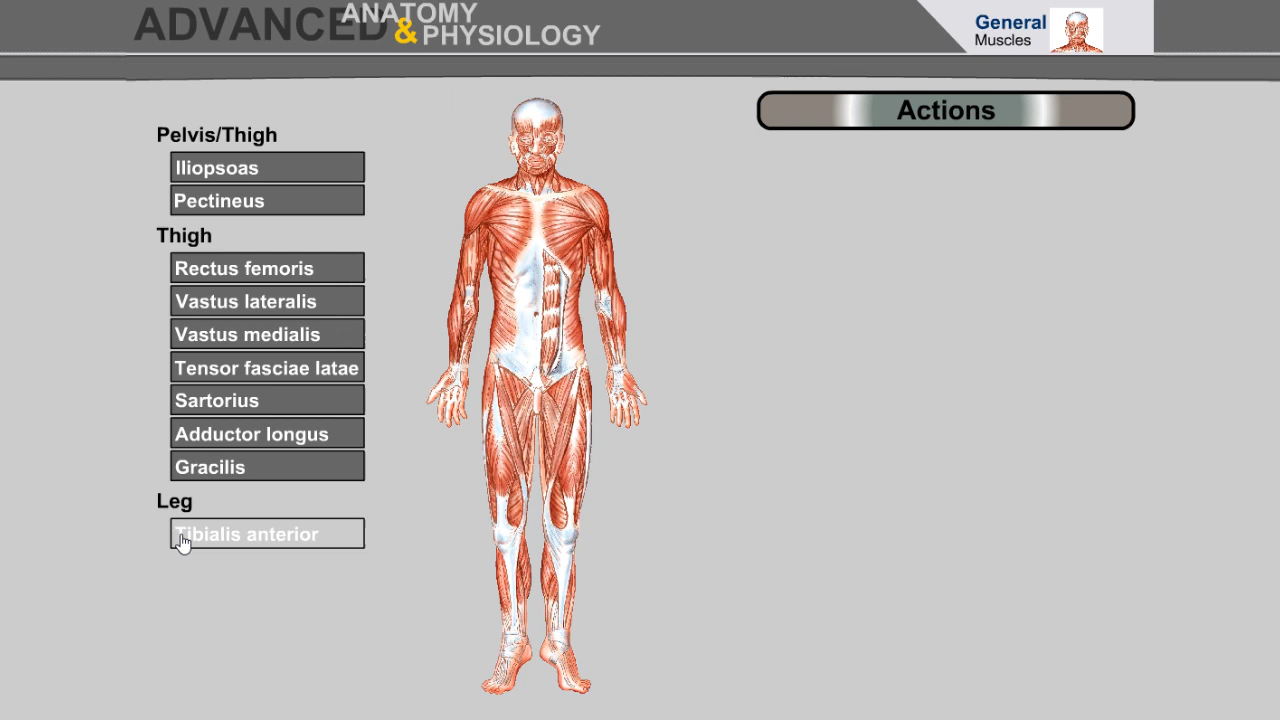 ADVANCED ANATOMY
& PHYSIOLOGY
General
Muscles
Actions
Pelvis/Thigh
Iliopsoas
Pectineus
Thigh
Rectus femoris
Vastus lateralis
Vastus medialis
Tensor fasciae latae
Sartorius
Adductor longus
Gracilis
Leg
Tibialis anterior